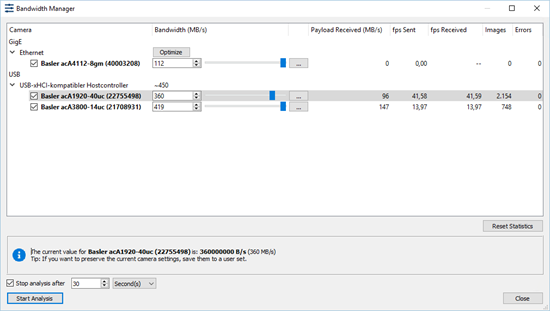 Bandwidth Manager
Camera Bandwidth (MB/s) Payload Received (MB/s) fps Sent fps Received Images Errors
GigE
Ethernet Optimize
Basler acA4112-8gm (40003208) 112 ... 0 0,00 -- 0 0
USB
USB-xHCI-kompatibler Hostcontroller ~450
Basler acA1920-40uc (22755498) 360 ... 96 41,58 41,59 2.154 0
Basler acA3800-14uc (21708931) 419 ... 147 13,97 13,97 748 0
Reset Statistics
The current value for Basler acA1920-40uc (22755498) is: 360000000 B/s (360 MB/s)
Tip: If you want to preserve the current camera settings, save them to a user set.
Stop analysis after 30 Second(s)
Start Analysis Close